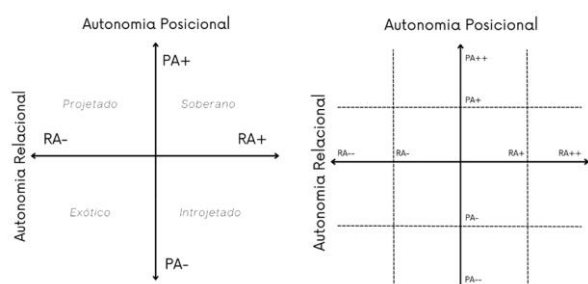 Autonomia Posicional
PA+
Projetado
Soberano
RA-
RA+
Exótico
Introjetado
PA-
Autonomia Relacional
Autonomia Posicional
PA++
PA+
RA--
RA-
RA+
RA++
PA-
PA--
Autonomia Relacional